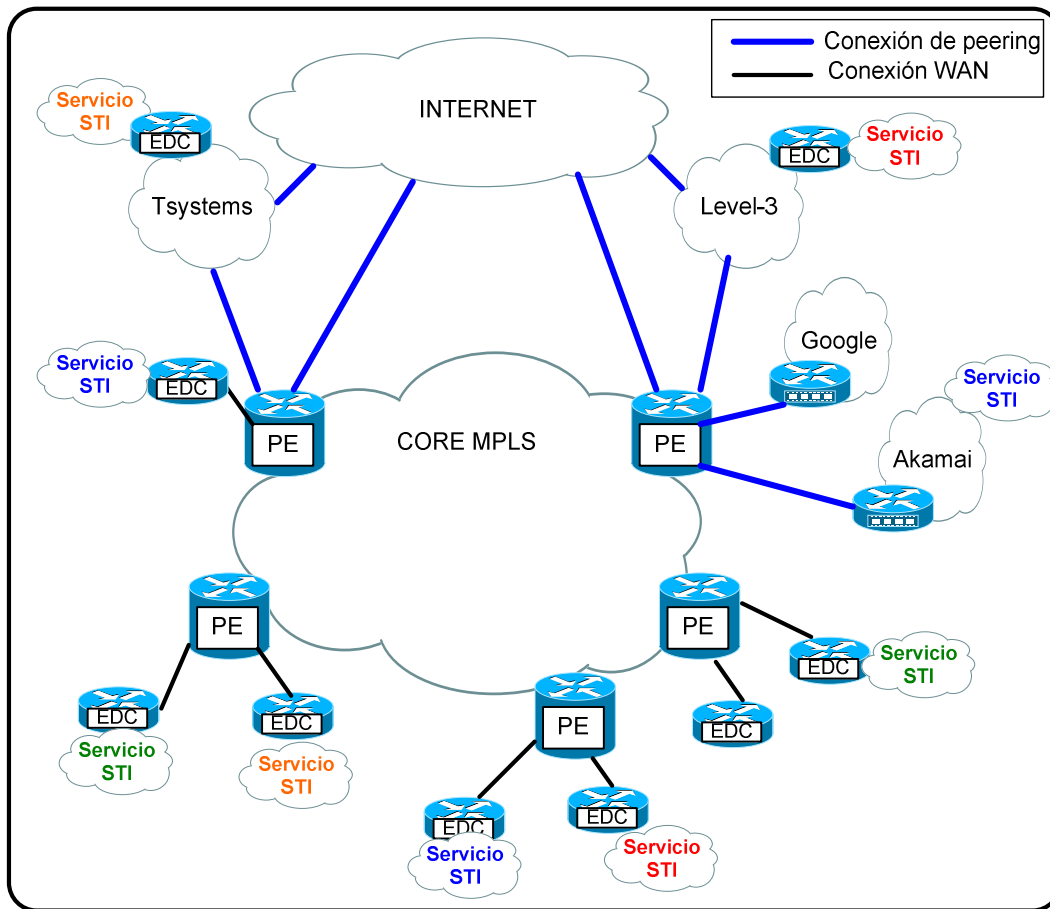 Conexión de peering
Conexión WAN
INTERNET
Servicio
STI
EDC
Tsystems
EDC
Servicio
STI
Level-3
Google
Servicio
STI
EDC
PE
CORE MPLS
PE
Servicio
STI
Akamai
PE
PE
EDC
Servicio
STI
EDC
Servicio
STI
EDC
Servicio
STI
PE
EDC
EDC
Servicio
STI
EDC
Servicio
STI